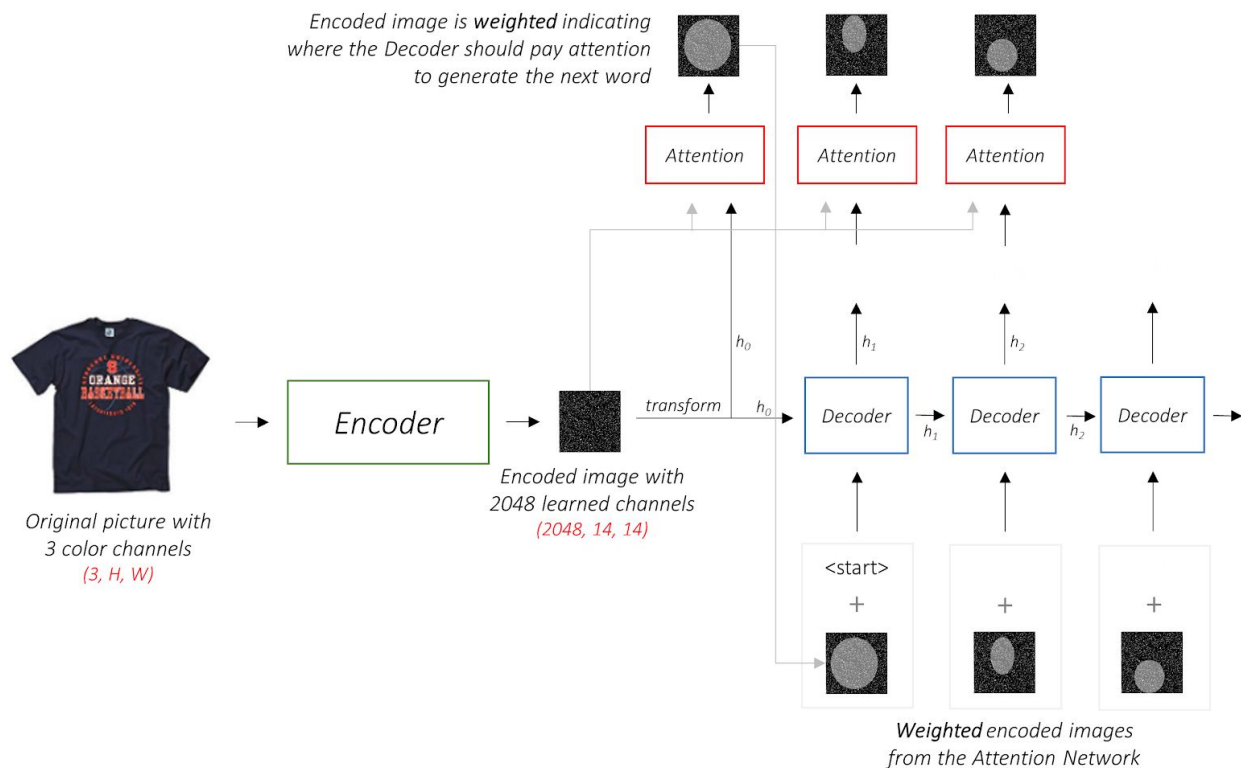 Encoded image is weighted indicating
where the Decoder should pay attention
to generate the next word
Attention
Attention
Attention
h0
h1
h2
ORANGE
BASKETBALL
Encoder
transform
h0
Decoder
h1
Decoder
h2
Decoder
Original picture with
3 color channels
(3, H, W)
Encoded image with
2048 learned channels
(2048, 14, 14)
<start>
+
+
+
Weighted encoded images
from the Attention Network